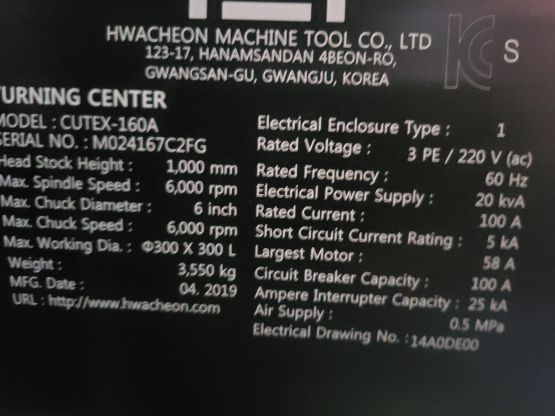 HWACHEON MACHINE TOOL CO., LTD
123-17, HANAMSANDAN 4BEON-RO,
GWANGSAN-GU, GWANGJU, KOREA
KC S
TURNING CENTER
MODEL : CUTEX-160A
SERIAL NO. : M024167C2FG
Head Stock Height : 1,000 mm
Max. Spindle Speed : 6,000 rpm
Max. Chuck Diameter : 6 inch
Max. Chuck Speed : 6,000 rpm
Max. Working Dia. : Φ300 X 300 L
Weight : 3,550 kg
MFG. Date : 04. 2019
URL : http://www.hwacheon.com
Electrical Enclosure Type : 1
Rated Voltage : 3 PE / 220 V (ac)
Rated Frequency : 60 Hz
Electrical Power Supply : 20 kvA
Rated Current : 100 A
Short Circuit Current Rating : 5 kA
Largest Motor : 58 A
Circuit Breaker Capacity : 100 A
Ampere Interrupter Capacity : 25 kA
Air Supply : 0.5 MPa
Electrical Drawing No. : 14A0DE00